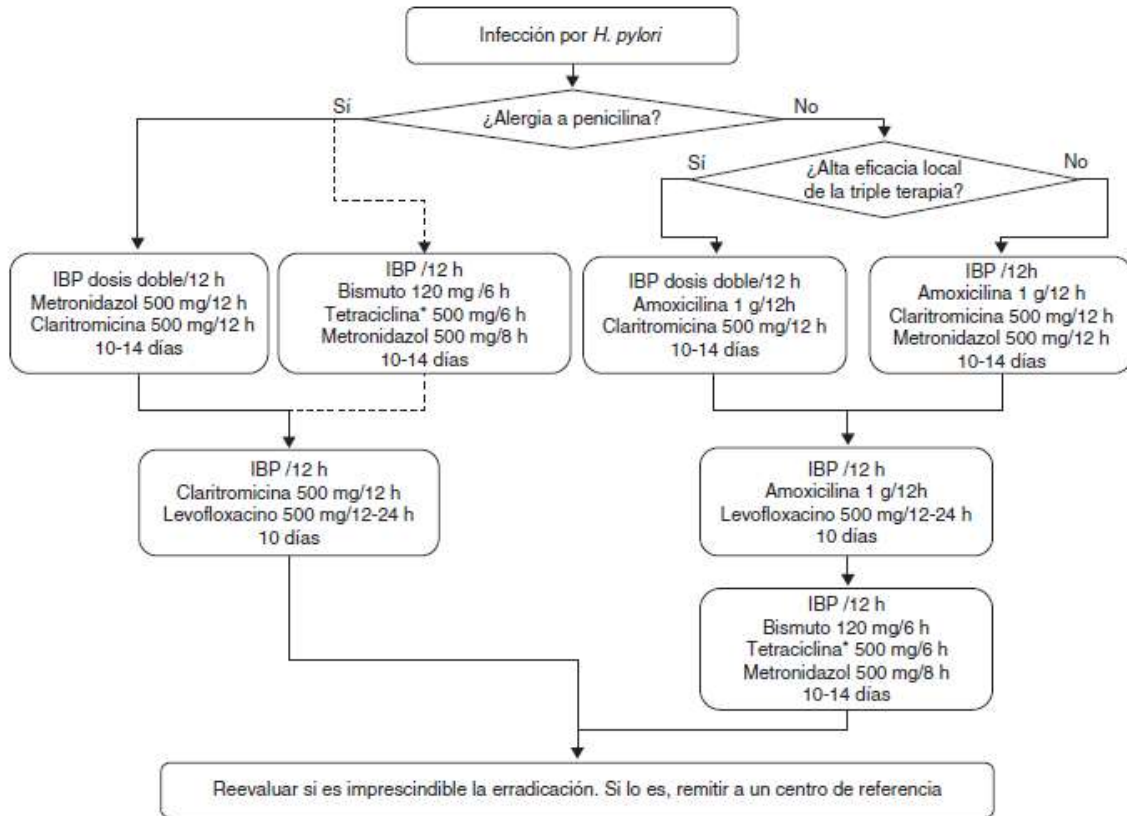 Infección por H. pylori
Sí
¿Alergia a penicilina?
No
Sí
¿Alta eficacia local
de la triple terapia?
No
IBP dosis doble/12 h
Metronidazol 500 mg/12 h
Claritromicina 500 mg/12 h
10-14 días
IBP /12 h
Bismuto 120 mg /6 h
Tetraciclina* 500 mg/6 h
Metronidazol 500 mg/8 h
10-14 días
IBP dosis doble/12 h
Amoxicilina 1 g/12h
Claritromicina 500 mg/12 h
10-14 días
IBP /12h
Amoxicilina 1 g/12 h
Claritromicina 500 mg/12 h
Metronidazol 500 mg/12 h
10-14 días
IBP /12 h
Claritromicina 500 mg/12 h
Levofloxacino 500 mg/12-24 h
10 días
IBP /12 h
Amoxicilina 1 g/12h
Levofloxacino 500 mg/12-24 h
10 días
IBP /12 h
Bismuto 120 mg/6 h
Tetraciclina* 500 mg/6 h
Metronidazol 500 mg/8 h
10-14 días
Reevaluar si es imprescindible la erradicación. Si lo es, remitir a un centro de referencia